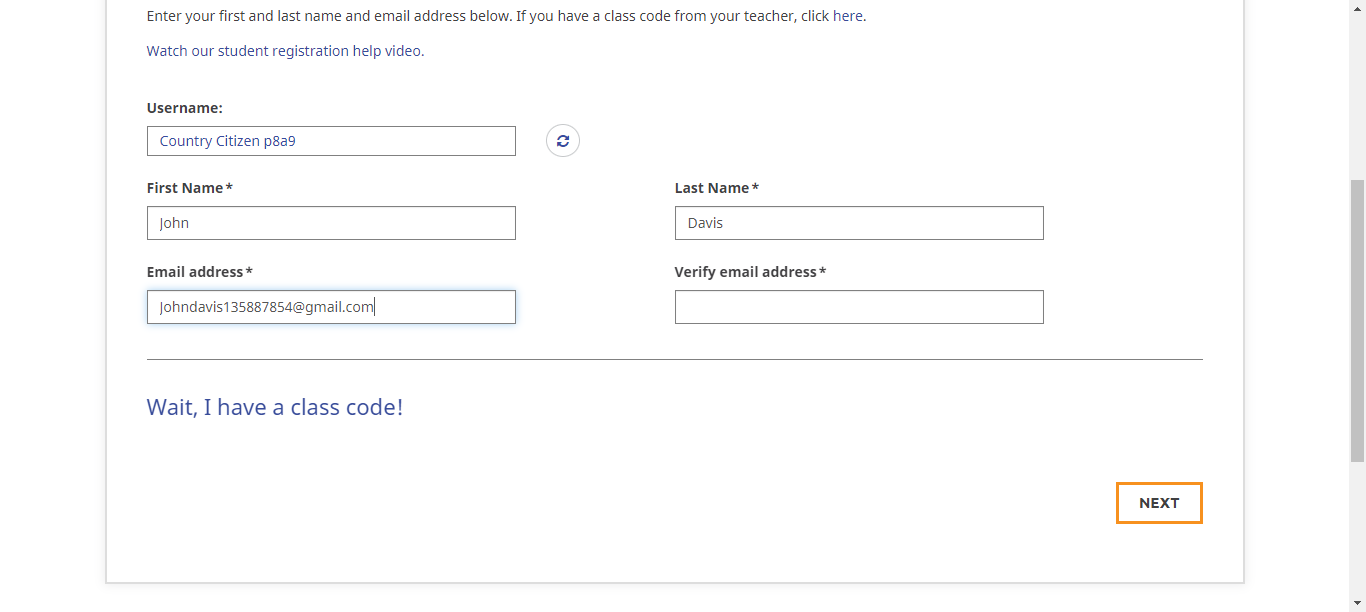 Enter your first and last name and email address below. If you have a class code from your teacher, click here.
Watch our student registration help video.
Username:
Country Citizen p8a9
First Name*
Last Name*
John
Davis
Email address*
Verify email address*
Johndavis135887854@gmail.com
Wait, I have a class code!
NEXT